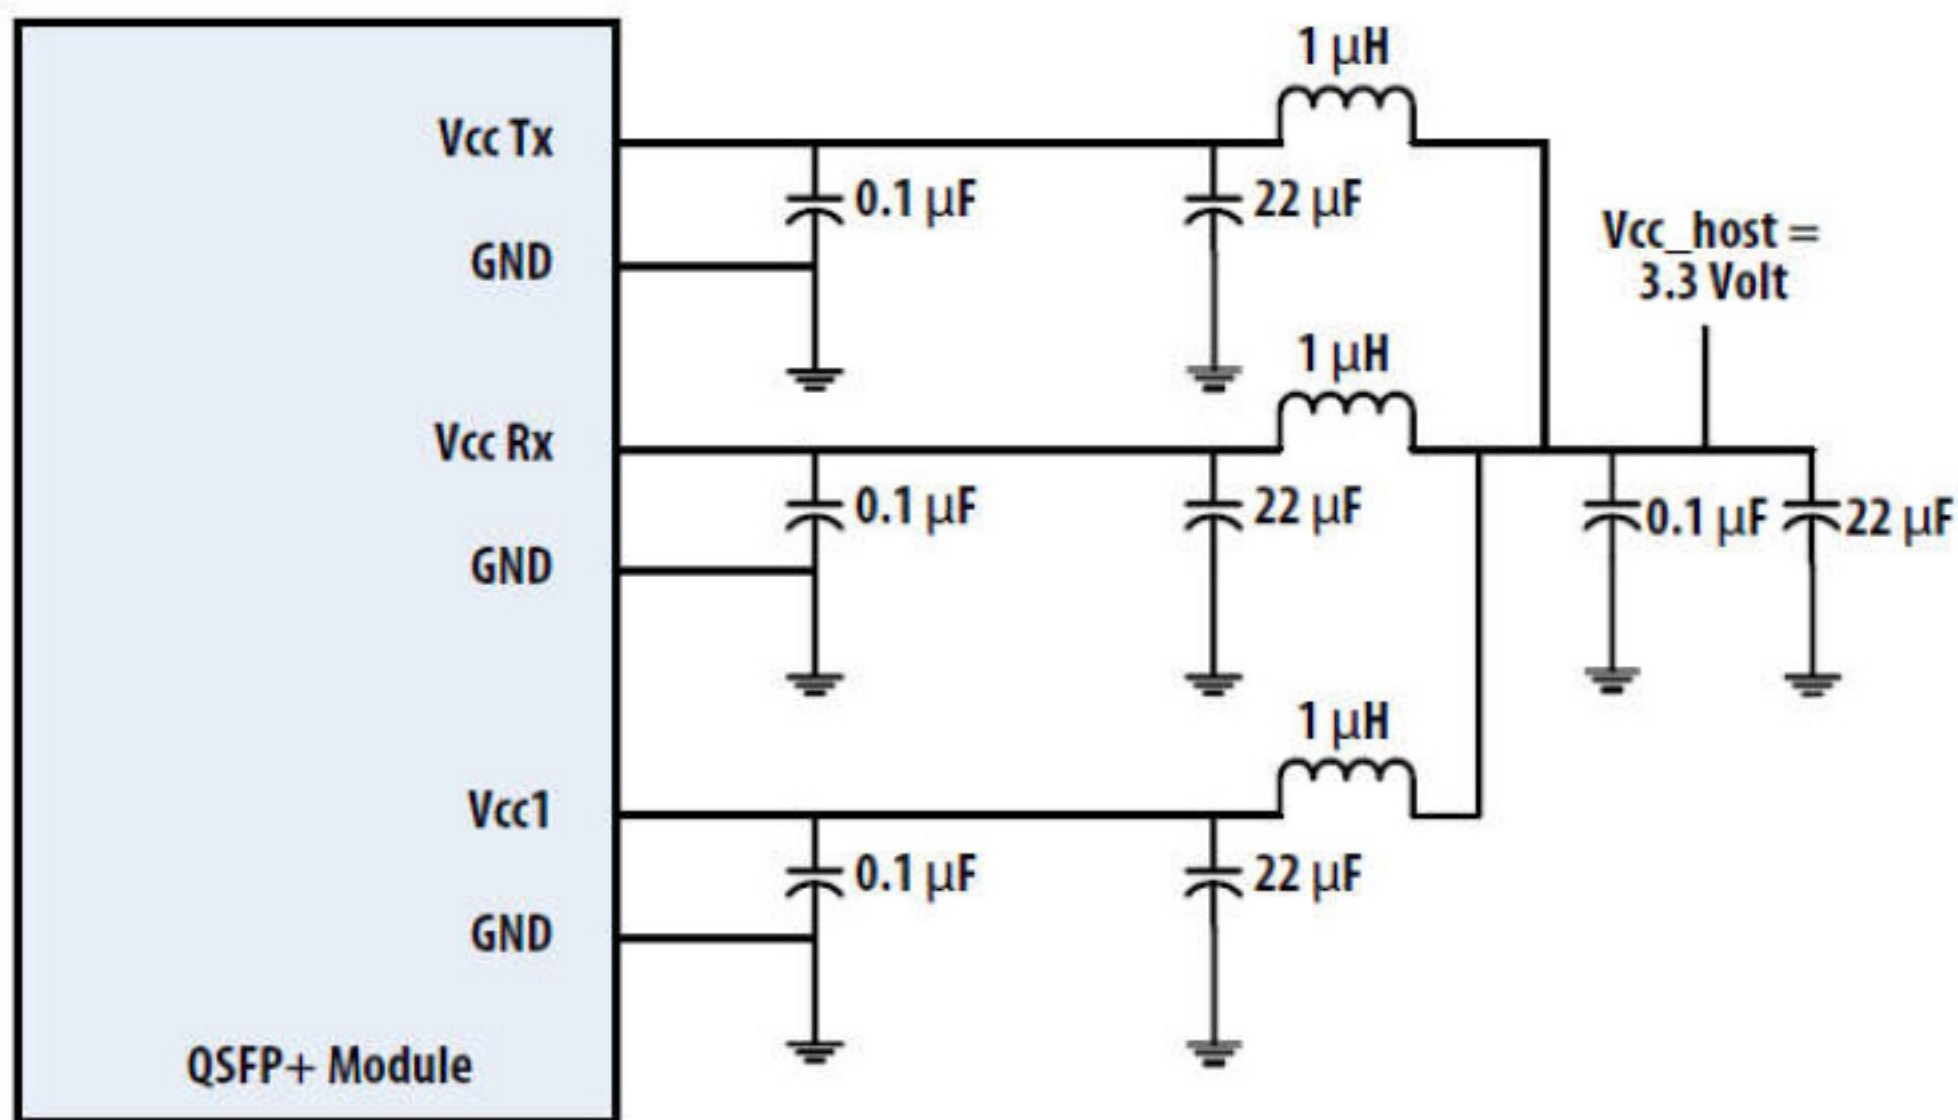 1 µH
Vcc Tx
0.1 µF
22 µF
Vcc_host =
3.3 Volt
GND
1 µH
Vcc Rx
0.1 µF
22 µF
0.1 µF
22 µF
GND
1 µH
Vcc1
0.1 µF
22 µF
GND
QSFP+ Module